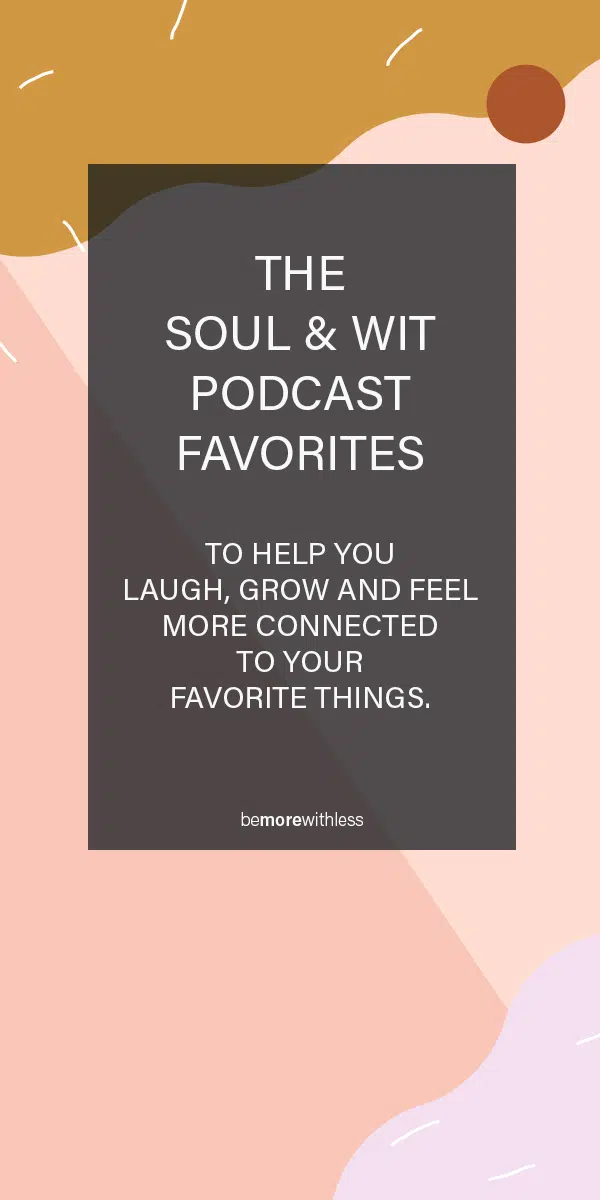 THE
SOUL & WIT
PODCAST
FAVORITES
TO HELP YOU
LAUGH, GROW AND FEEL
MORE CONNECTED
TO YOUR
FAVORITE THINGS.
bemorewithless